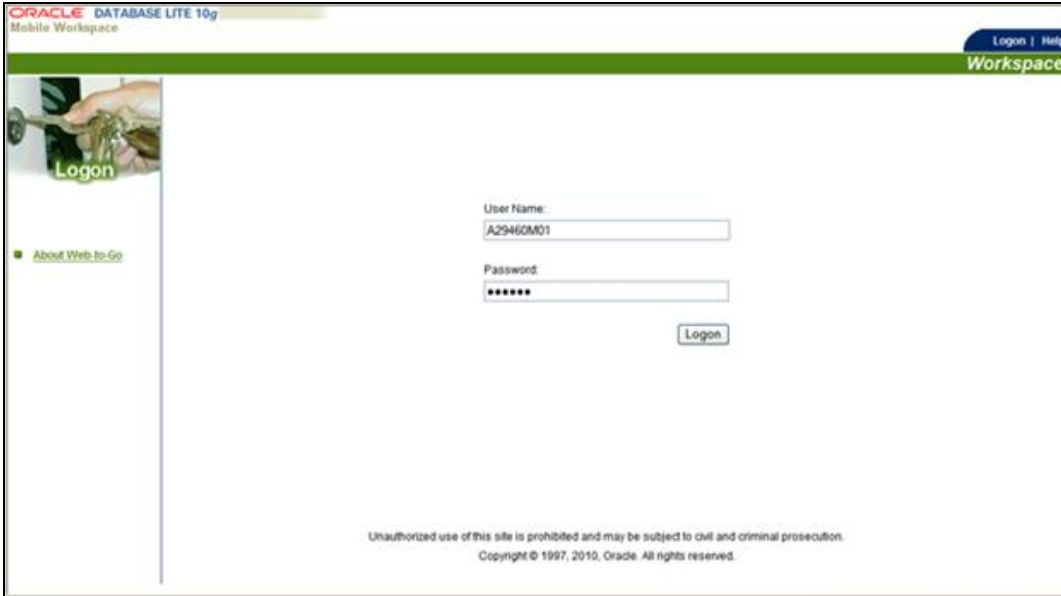 ORACLE DATABASE LITE 10g
Mobile Workspace
Logon | Help
Workspace
Logon
User Name:
A29460M01
About Web-to-Go
Password:
••••••
Logon
Unauthorized use of this site is prohibited and may be subject to civil and criminal prosecution.
Copyright © 1997, 2010, Oracle. All rights reserved.